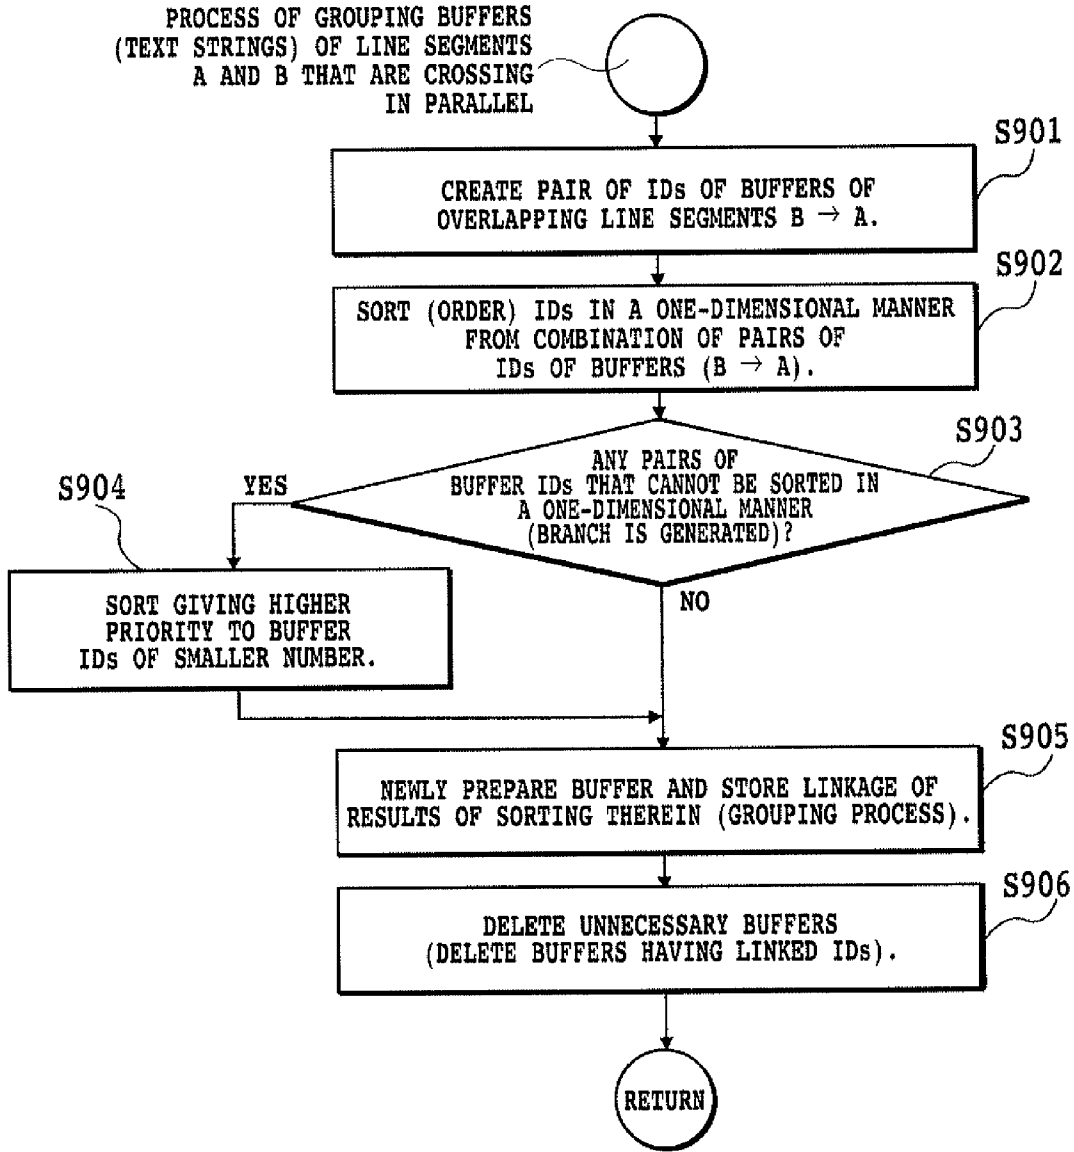 PROCESS OF GROUPING BUFFERS
(TEXT STRINGS) OF LINE SEGMENTS
A AND B THAT ARE CROSSING
IN PARALLEL
S901
CREATE PAIR OF IDs OF BUFFERS OF
OVERLAPPING LINE SEGMENTS B → A.
S902
SORT (ORDER) IDs IN A ONE-DIMENSIONAL MANNER
FROM COMBINATION OF PAIRS OF
IDs OF BUFFERS (B → A).
S903
ANY PAIRS OF
BUFFER IDs THAT CANNOT BE SORTED IN
A ONE-DIMENSIONAL MANNER
(BRANCH IS GENERATED)?
YES
NO
S904
SORT GIVING HIGHER
PRIORITY TO BUFFER
IDs OF SMALLER NUMBER.
S905
NEWLY PREPARE BUFFER AND STORE LINKAGE OF
RESULTS OF SORTING THEREIN (GROUPING PROCESS).
S906
DELETE UNNECESSARY BUFFERS
(DELETE BUFFERS HAVING LINKED IDs).
RETURN